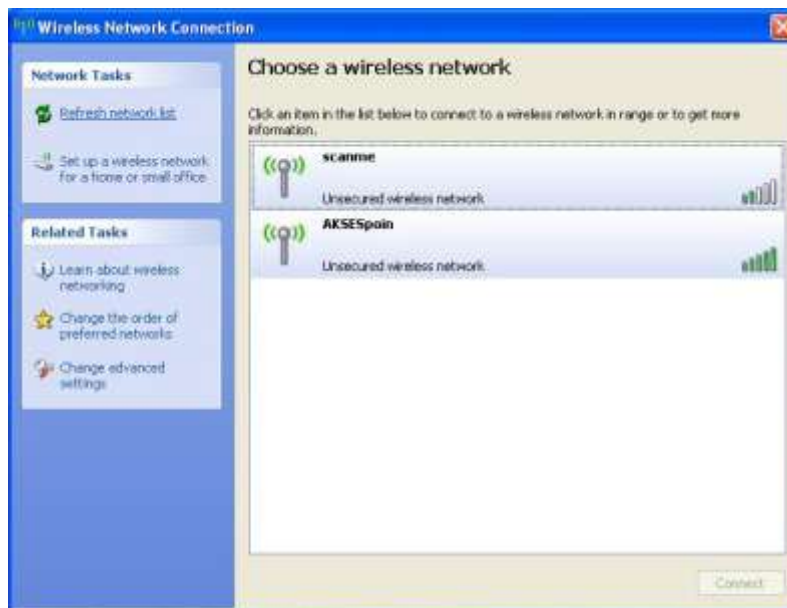 Wireless Network Connection
Network Tasks
Refresh network list
Set up a wireless network
for a home or small office
Related Tasks
Learn about wireless
networking
Change the order of
preferred networks
Change advanced
settings
Choose a wireless network
Click an item in the list below to connect to a wireless network in range or to get more
information.
scanme
Unsecured wireless network
AKSESpoin
Unsecured wireless network
Connect